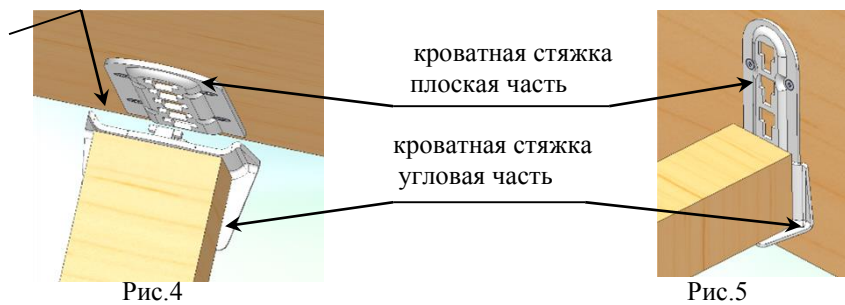 кроватная стяжка
плоская часть
кроватная стяжка
угловая часть
Рис.4
Рис.5